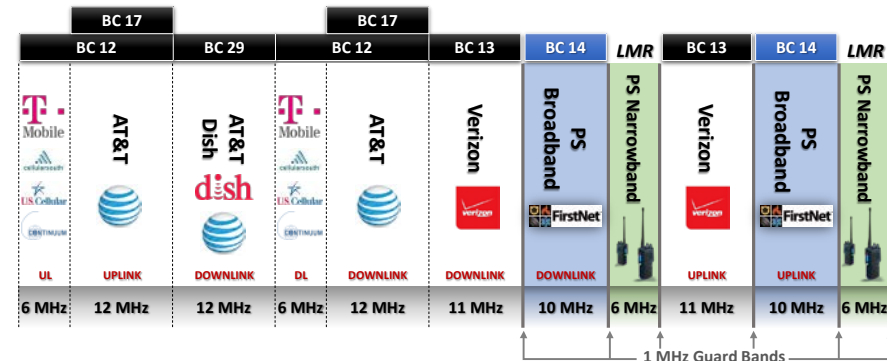 BC 17
BC 17
BC 12
BC 29
BC 12
BC 13
BC 14
LMR
BC 13
BC 14
LMR
T Mobile
cellularsouth
U.S. Cellular
CONTINUUM
UL
6 MHz
AT&T
UPLINK
12 MHz
AT&T
Dish
dish
DOWNLINK
12 MHz
T Mobile
cellularsouth
U.S. Cellular
CONTINUUM
DL
6 MHz
AT&T
DOWNLINK
12 MHz
Verizon
verizon
DOWNLINK
11 MHz
PS
Broadband
FirstNet
DOWNLINK
10 MHz
PS Narrowband
6 MHz
Verizon
verizon
UPLINK
11 MHz
PS
Broadband
FirstNet
UPLINK
10 MHz
PS Narrowband
6 MHz
1 MHz Guard Bands